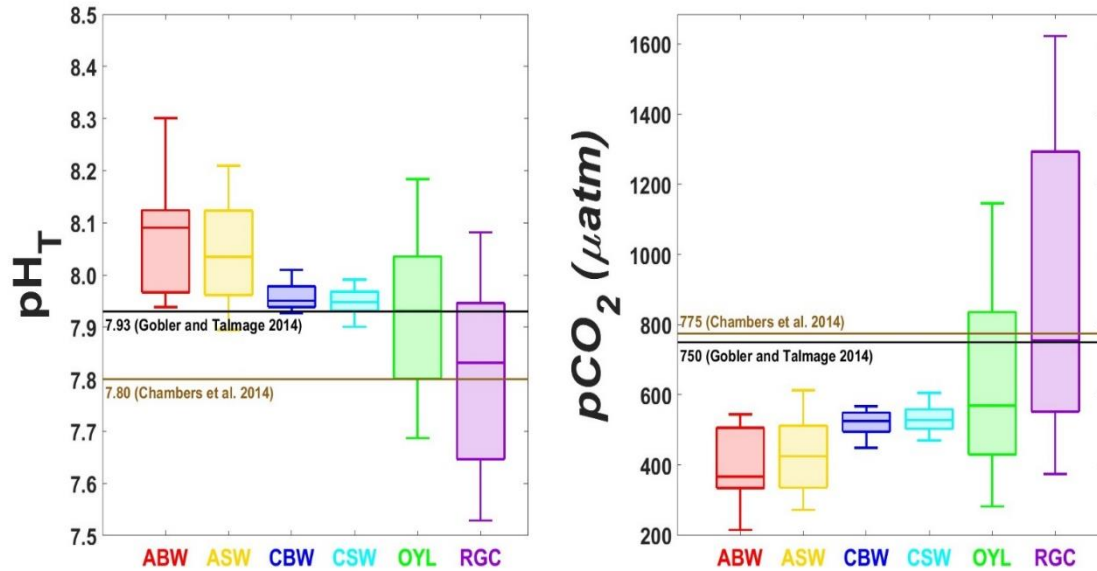 pH_T
8.5
8.4
8.3
8.2
8.1
8.0
7.9
7.8
7.7
7.6
7.5
7.93 (Gobler and Talmage 2014)
7.80 (Chambers et al. 2014)
ABW ASW CBW CSW OYL RGC
pCO_2 (μatm)
1600
1400
1200
1000
800
600
400
200
775 (Chambers et al. 2014)
750 (Gobler and Talmage 2014)
ABW ASW CBW CSW OYL RGC